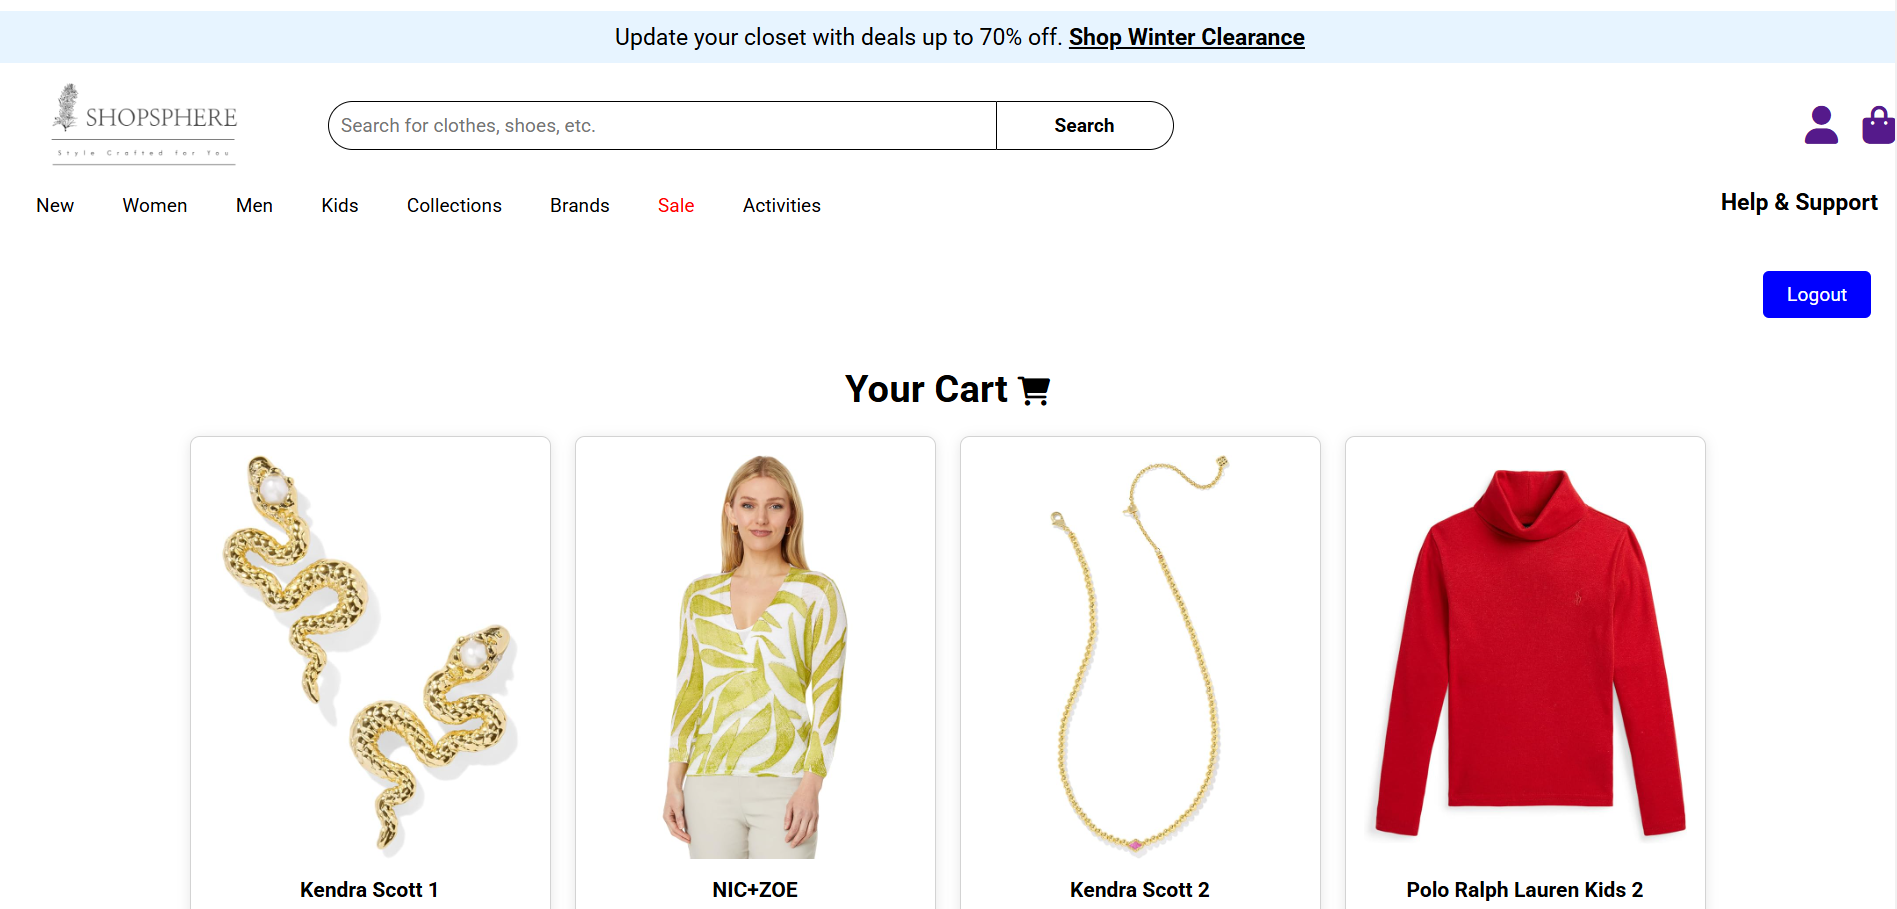 Update your closet with deals up to 70% off. Shop Winter Clearance
SHOPSPHERE
Style Crafted for You
Search for clothes, shoes, etc.
Search
New
Women
Men
Kids
Collections
Brands
Sale
Activities
Help & Support
Logout
Your Cart
Kendra Scott 1
NIC+ZOE
Kendra Scott 2
Polo Ralph Lauren Kids 2